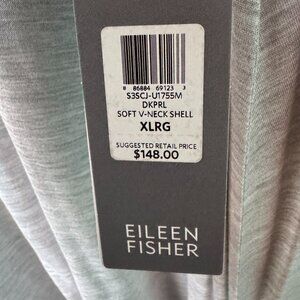 8 86884 69123 3
S3SCJ-U1755M
DKPRL
SOFT V-NECK SHELL
XLRG
SUGGESTED RETAIL PRICE
$148.00
EILEEN
FISHER